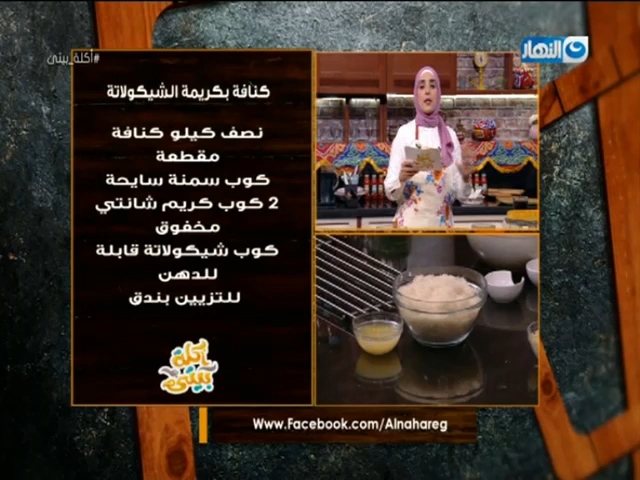 #أكلة_بيتي
النهار
كنافة بكريمة الشيكولاتة
نصف كيلو كنافة
مقطعة
كوب سمنة سايحة
2 كوب كريم شانتي
مخفوق
كوب شيكولاتة قابلة
للدهن
للتزيين بندق
أكلة
بيتي
Www.Facebook.com/Alnahareg